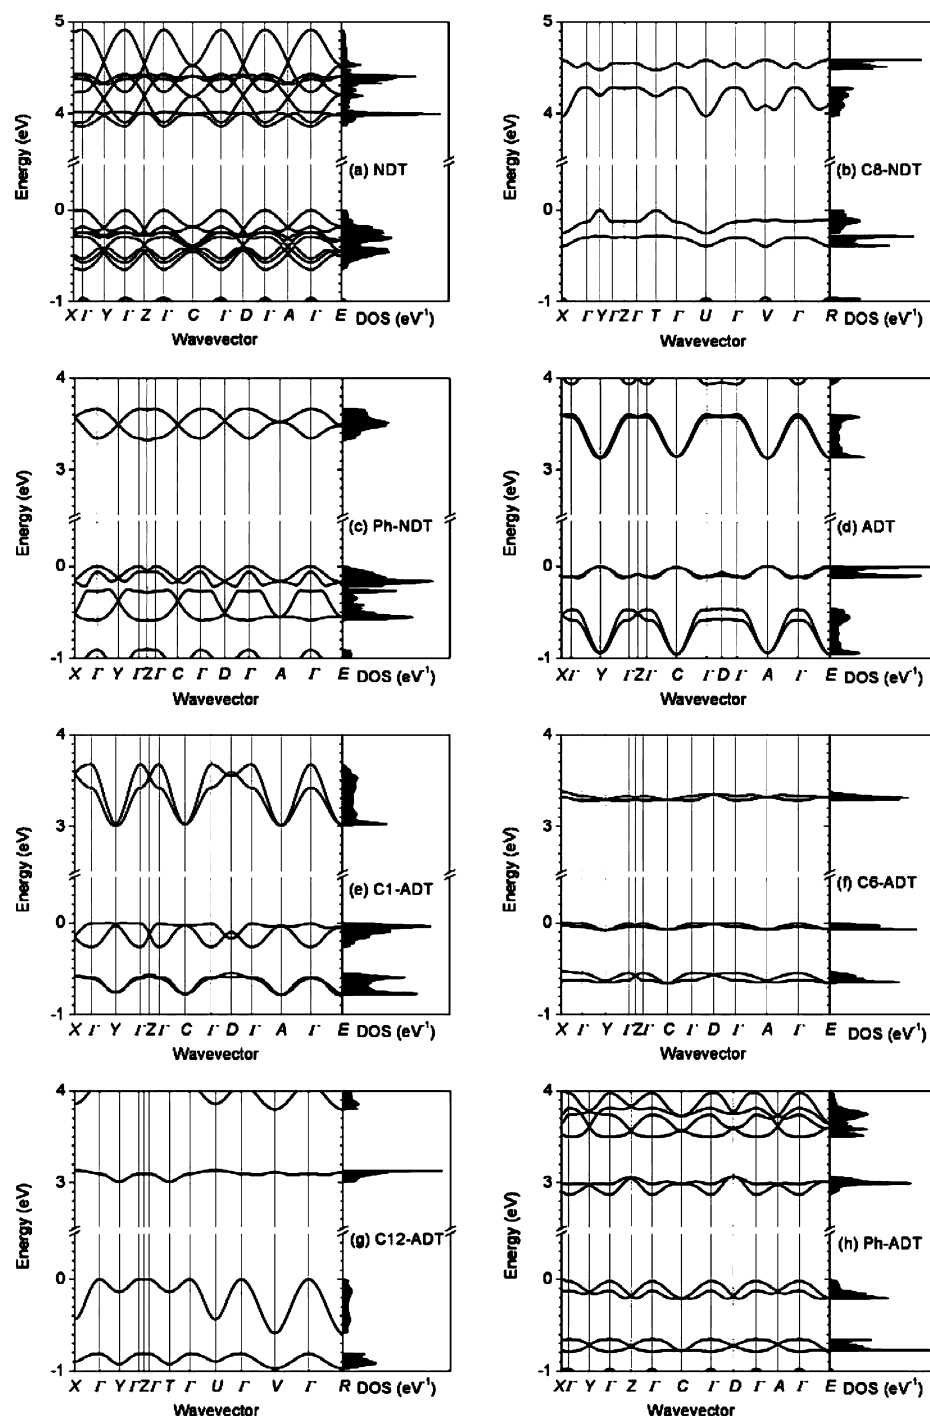 5
4
0
-1
Energy (eV)
(a) NDT
X Γ Y Γ Z Γ C Γ D Γ A Γ E DOS (eV⁻¹)
Wavevector
5
4
0
-1
Energy (eV)
(b) C8-NDT
X Γ Y Γ Z Γ T Γ U Γ V Γ R DOS (eV⁻¹)
Wavevector
4
3
0
-1
Energy (eV)
(c) Ph-NDT
X Γ Y Γ Z Γ C Γ D Γ A Γ E DOS (eV⁻¹)
Wavevector
4
3
0
-1
Energy (eV)
(d) ADT
X Γ Y Γ Z Γ C Γ D Γ A Γ E DOS (eV⁻¹)
Wavevector
4
3
0
-1
Energy (eV)
(e) C1-ADT
X Γ Y Γ Z Γ C Γ D Γ A Γ E DOS (eV⁻¹)
Wavevector
4
3
0
-1
Energy (eV)
(f) C6-ADT
X Γ Y Γ Z Γ C Γ D Γ A Γ E DOS (eV⁻¹)
Wavevector
4
3
0
-1
Energy (eV)
(g) C12-ADT
X Γ Y Γ Z Γ T Γ U Γ V Γ R DOS (eV⁻¹)
Wavevector
4
3
0
-1
Energy (eV)
(h) Ph-ADT
X Γ Y Γ Z Γ C Γ D Γ A Γ E DOS (eV⁻¹)
Wavevector